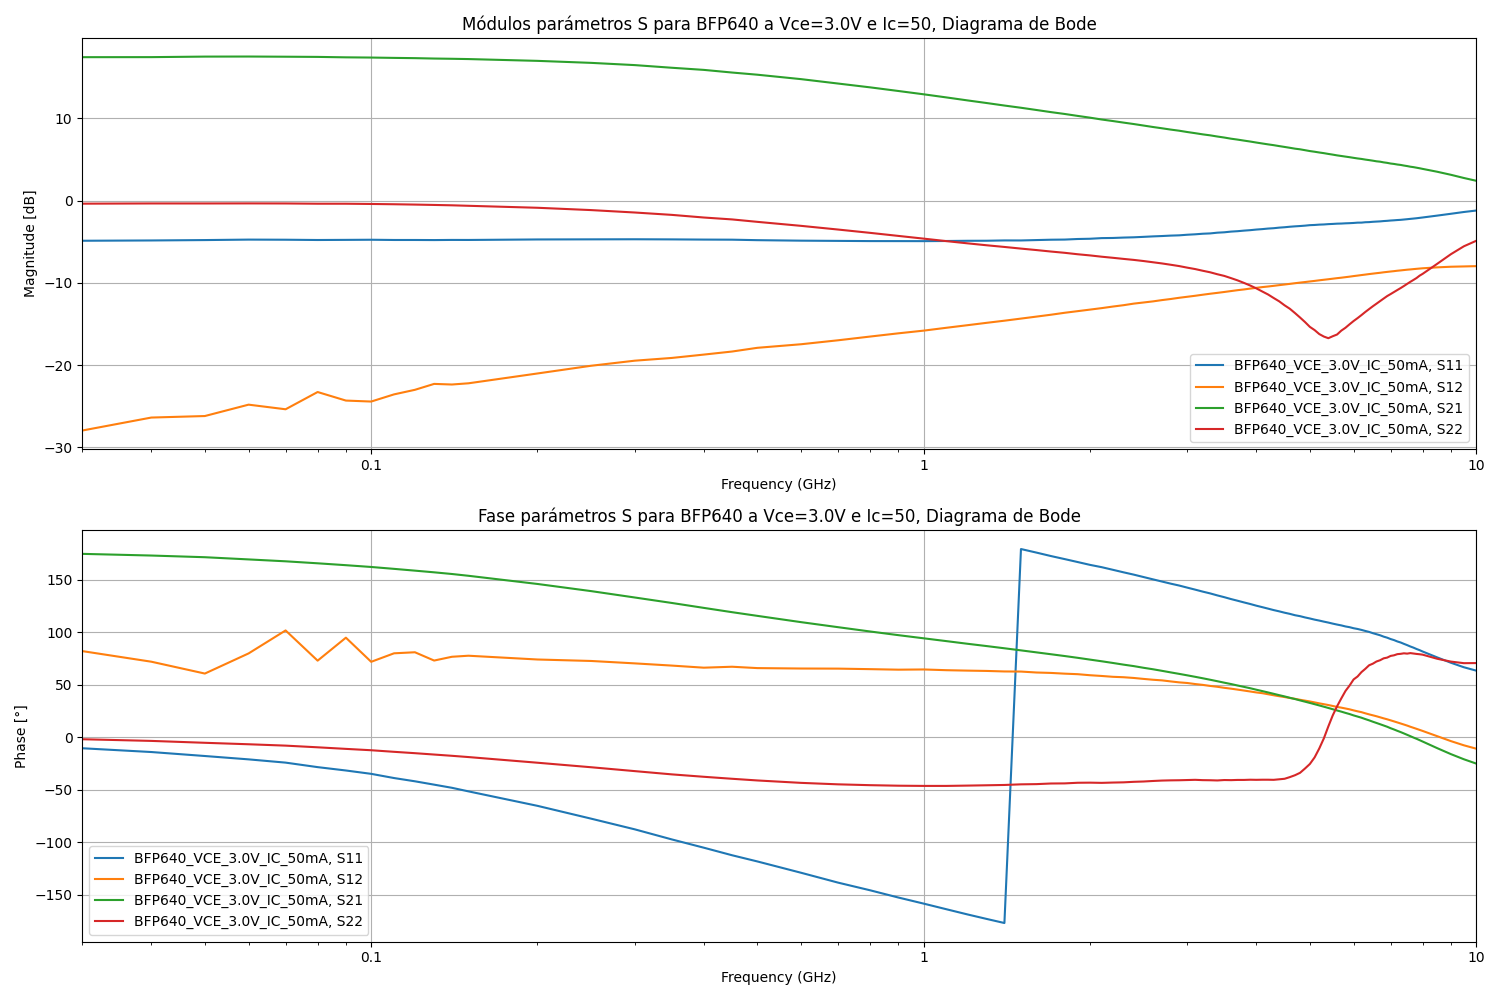 Módulos parámetros S para BFP640 a Vce=3.0V e Ic=50, Diagrama de Bode
Magnitude [dB]
10
0
−10
−20
−30
BFP640_VCE_3.0V_IC_50mA, S11
BFP640_VCE_3.0V_IC_50mA, S12
BFP640_VCE_3.0V_IC_50mA, S21
BFP640_VCE_3.0V_IC_50mA, S22
0.1
1
10
Frequency (GHz)
Fase parámetros S para BFP640 a Vce=3.0V e Ic=50, Diagrama de Bode
Phase [°]
150
100
50
0
−50
−100
−150
BFP640_VCE_3.0V_IC_50mA, S11
BFP640_VCE_3.0V_IC_50mA, S12
BFP640_VCE_3.0V_IC_50mA, S21
BFP640_VCE_3.0V_IC_50mA, S22
0.1
1
10
Frequency (GHz)